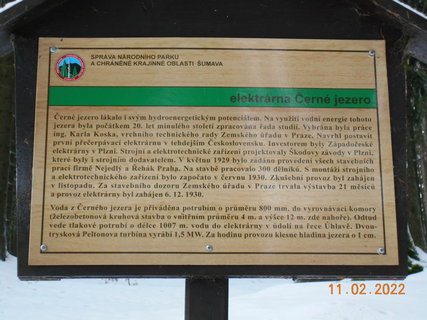 SPRÁVA NÁRODNÍHO PARKU
A CHRÁNĚNÉ KRAJINNÉ OBLASTI ŠUMAVA
elektrárna Černé jezero
Černé jezero lákalo i svým hydroenergetickým potenciálem. Na využití vodní energie tohoto
jezera byla počátkem 20. let minulého století zpracována řada studií. Vybrána byla práce
ing. Karla Koska, vrchního technického rady Zemského úřadu v Praze. Navrhl postavit
první přečerpávací elektrárnu v tehdejším Československu. Investorem byly Západočeské
elektrárny v Plzni. Strojní a elektrotechnické zařízení projektovaly Škodovy závody v Plzni,
které byly i strojním dodavatelem. V květnu 1929 bylo zadáno provedení všech stavebních
prací firmě Nejedlý a Řehák Praha. Na stavbě pracovalo 300 dělníků. S montáží strojního
a elektrotechnického zařízení bylo započato v červnu 1930. Zkušební provoz byl zahájen
v listopadu. Za stavebního dozoru Zemského úřadu v Praze trvala výstavba 21 měsíců
a provoz elektrárny byl zahájen 6. 12. 1930.
Voda z Černého jezera je přiváděna potrubím o průměru 800 mm. do vyrovnávací komory
(železobetonová kruhová stavba o vnitřním průměru 4 m. a výšce 12 m. zde nahoře). Odtud
vede tlakové potrubí o délce 1007 m. vodu do elektrárny v údolí na řece Úhlavě. Dvou-
trysková Peltonova turbína vyrábí 1,5 MW. Za hodinu provozu klesne hladina jezera o 1 cm.
11.02.2022